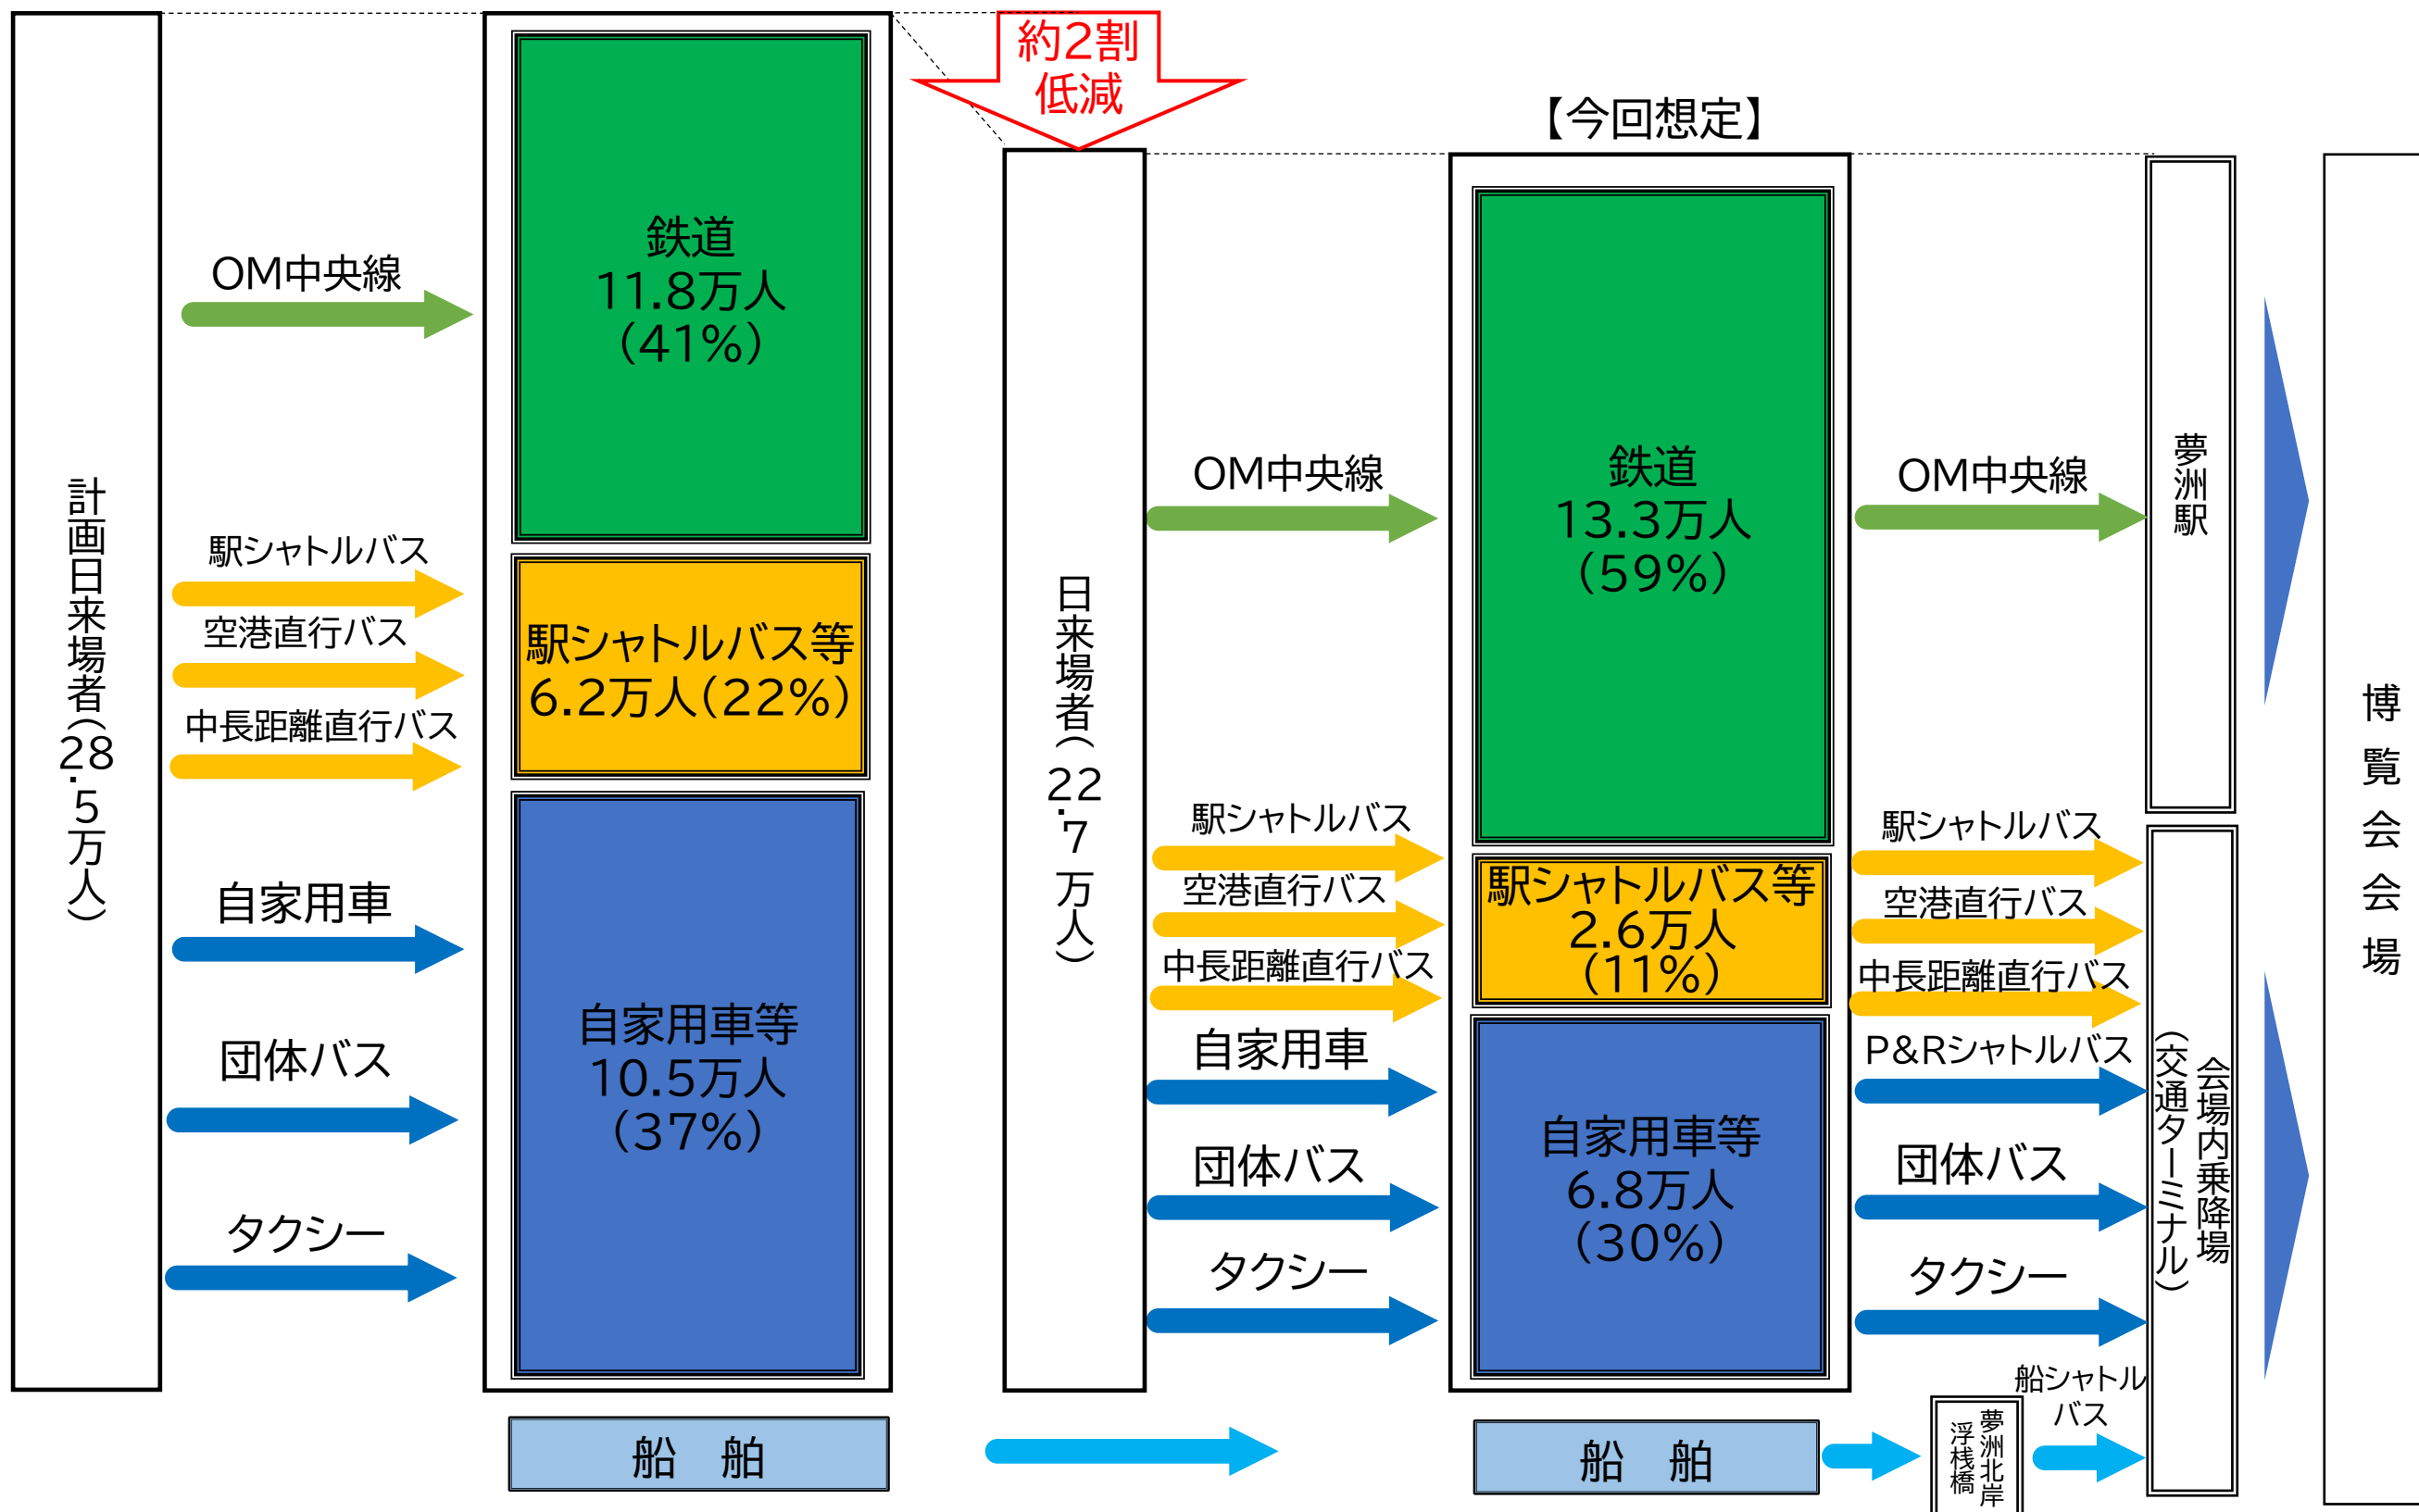 計画日来場者（28.5万人）
OM中央線
駅シャトルバス
空港直行バス
中長距離直行バス
自家用車
団体バス
タクシー
鉄道
11.8万人
（41%）
駅シャトルバス等
6.2万人（22%）
自家用車等
10.5万人
（37%）
船　舶
約2割
低減
日来場者（22.7万人）
OM中央線
駅シャトルバス
空港直行バス
中長距離直行バス
自家用車
団体バス
タクシー
【今回想定】
鉄道
13.3万人
（59%）
駅シャトルバス等
2.6万人
（11%）
自家用車等
6.8万人
（30%）
船　舶
OM中央線
駅シャトルバス
空港直行バス
中長距離直行バス
P&Rシャトルバス
団体バス
タクシー
夢洲北岸
浮桟橋
船シャトル
バス
夢洲駅
会場内乗降場
（交通ターミナル）
博覧会会場